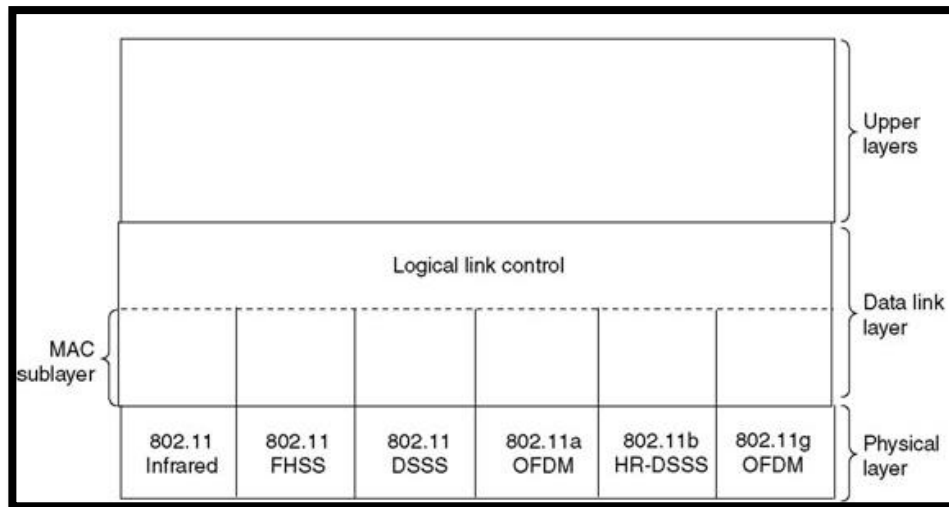 Upper
layers
Logical link control
Data link
layer
MAC
sublayer
802.11
Infrared
802.11
FHSS
802.11
DSSS
802.11a
OFDM
802.11b
HR-DSSS
802.11g
OFDM
Physical
layer